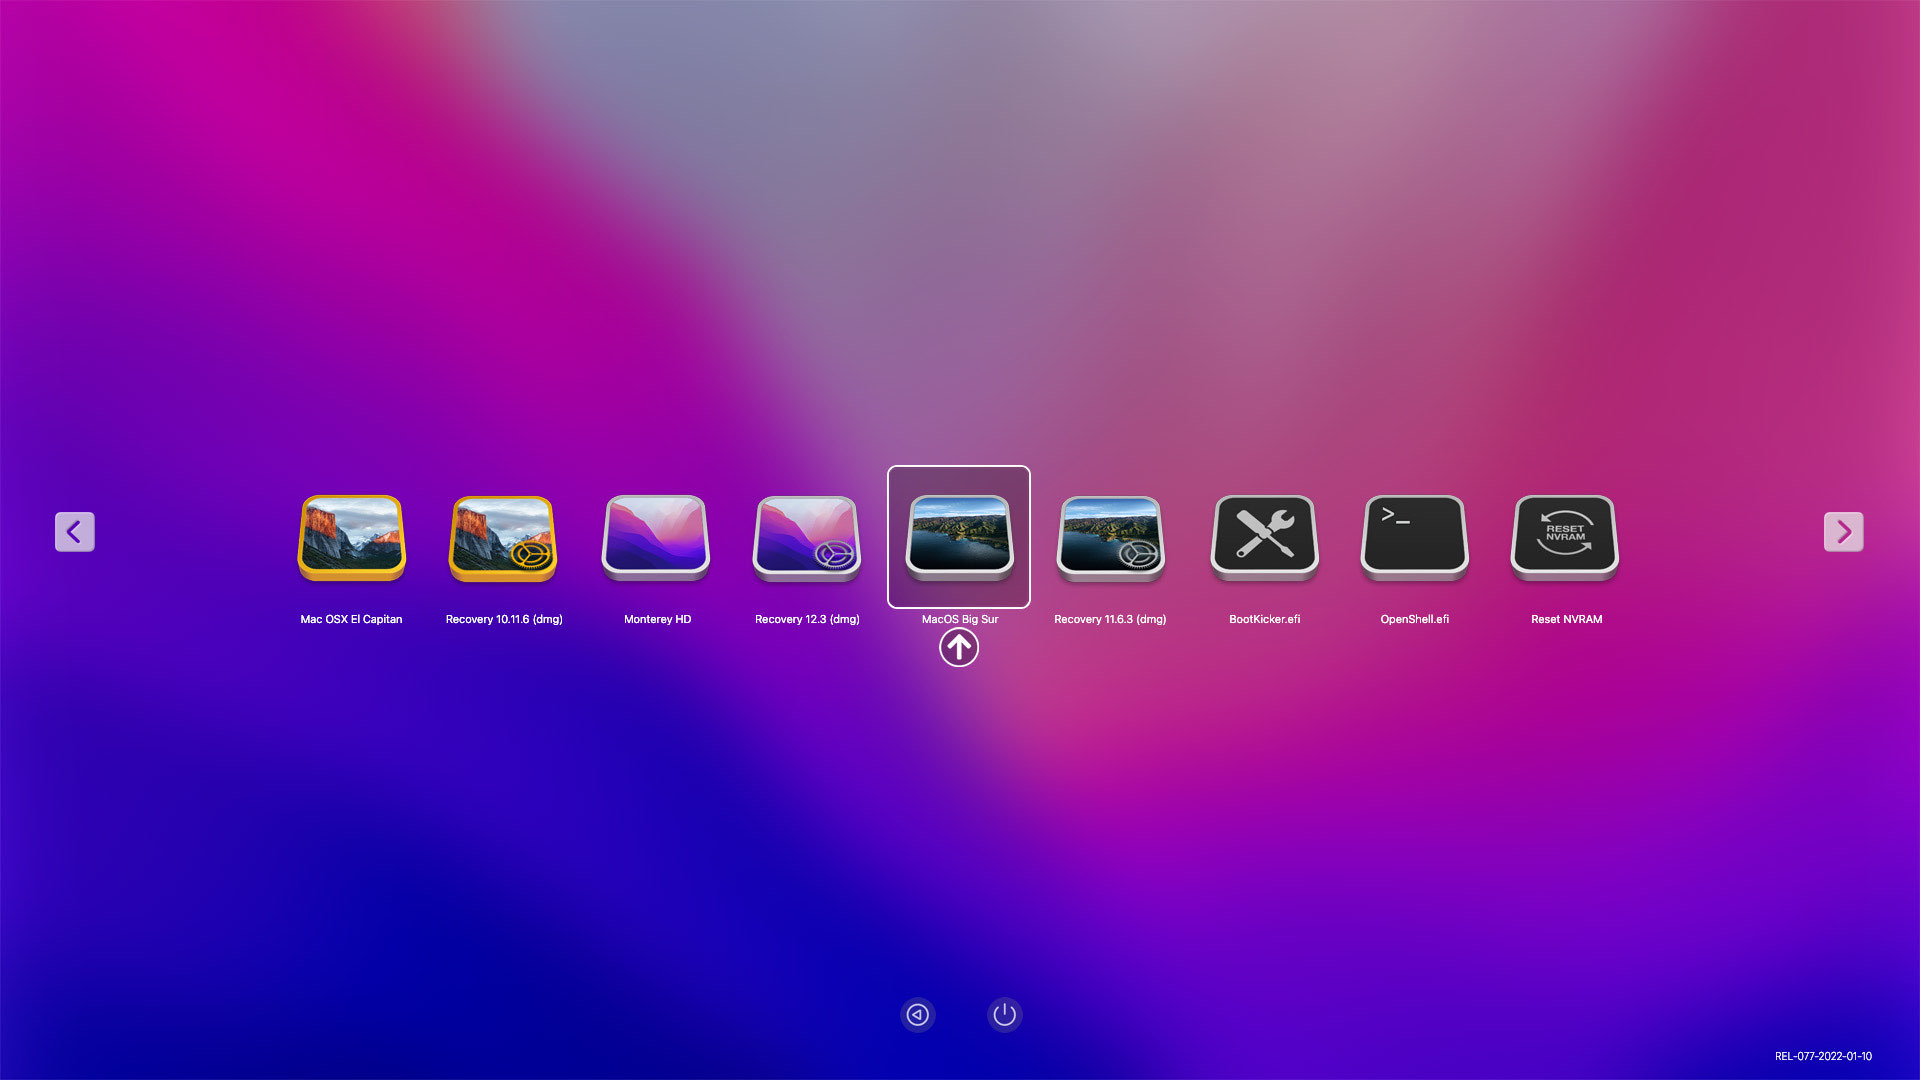 >_
RESET
NVRAM
Mac OSX El Capitan
Recovery 10.11.6 (dmg)
Monterey HD
Recovery 12.3 (dmg)
MacOS Big Sur
Recovery 11.6.3 (dmg)
BootKicker.efi
OpenShell.efi
Reset NVRAM
REL-077-2022-01-10